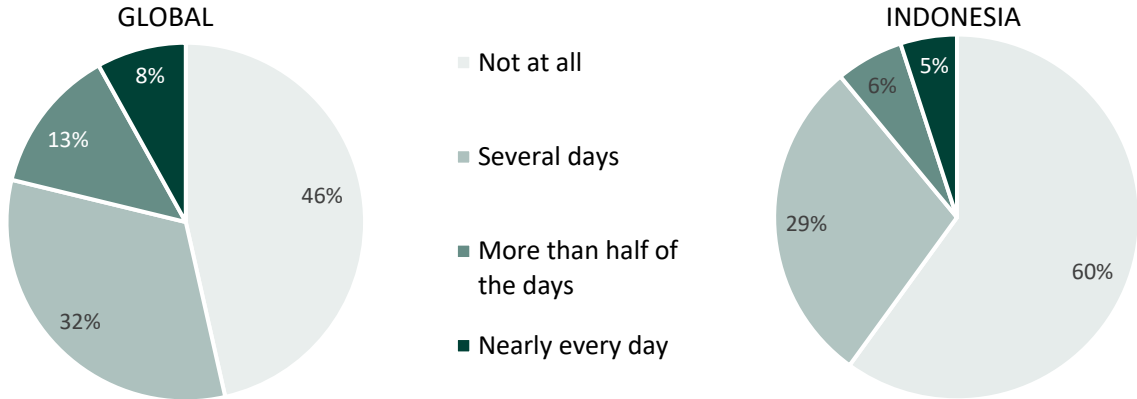 GLOBAL
8%
13%
46%
32%
Not at all
Several days
More than half of
the days
Nearly every day
INDONESIA
5%
6%
29%
60%